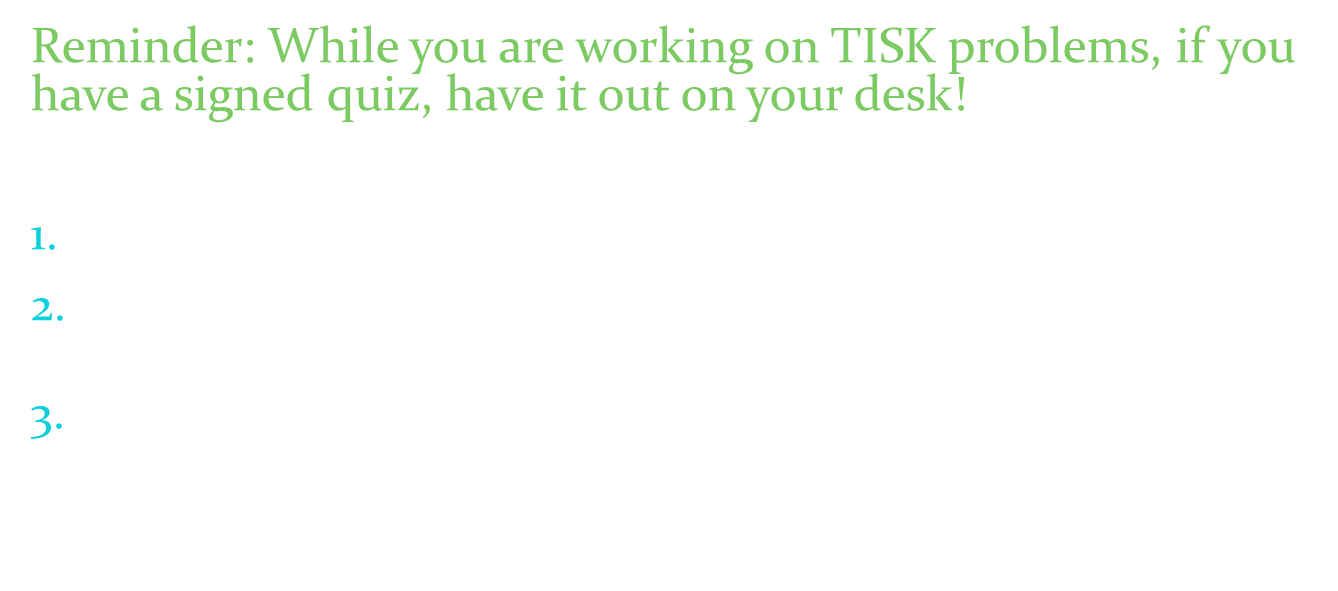 Reminder: While you are working on TISK problems, if you
have a signed quiz, have it out on your desk!
1.
2.
3.